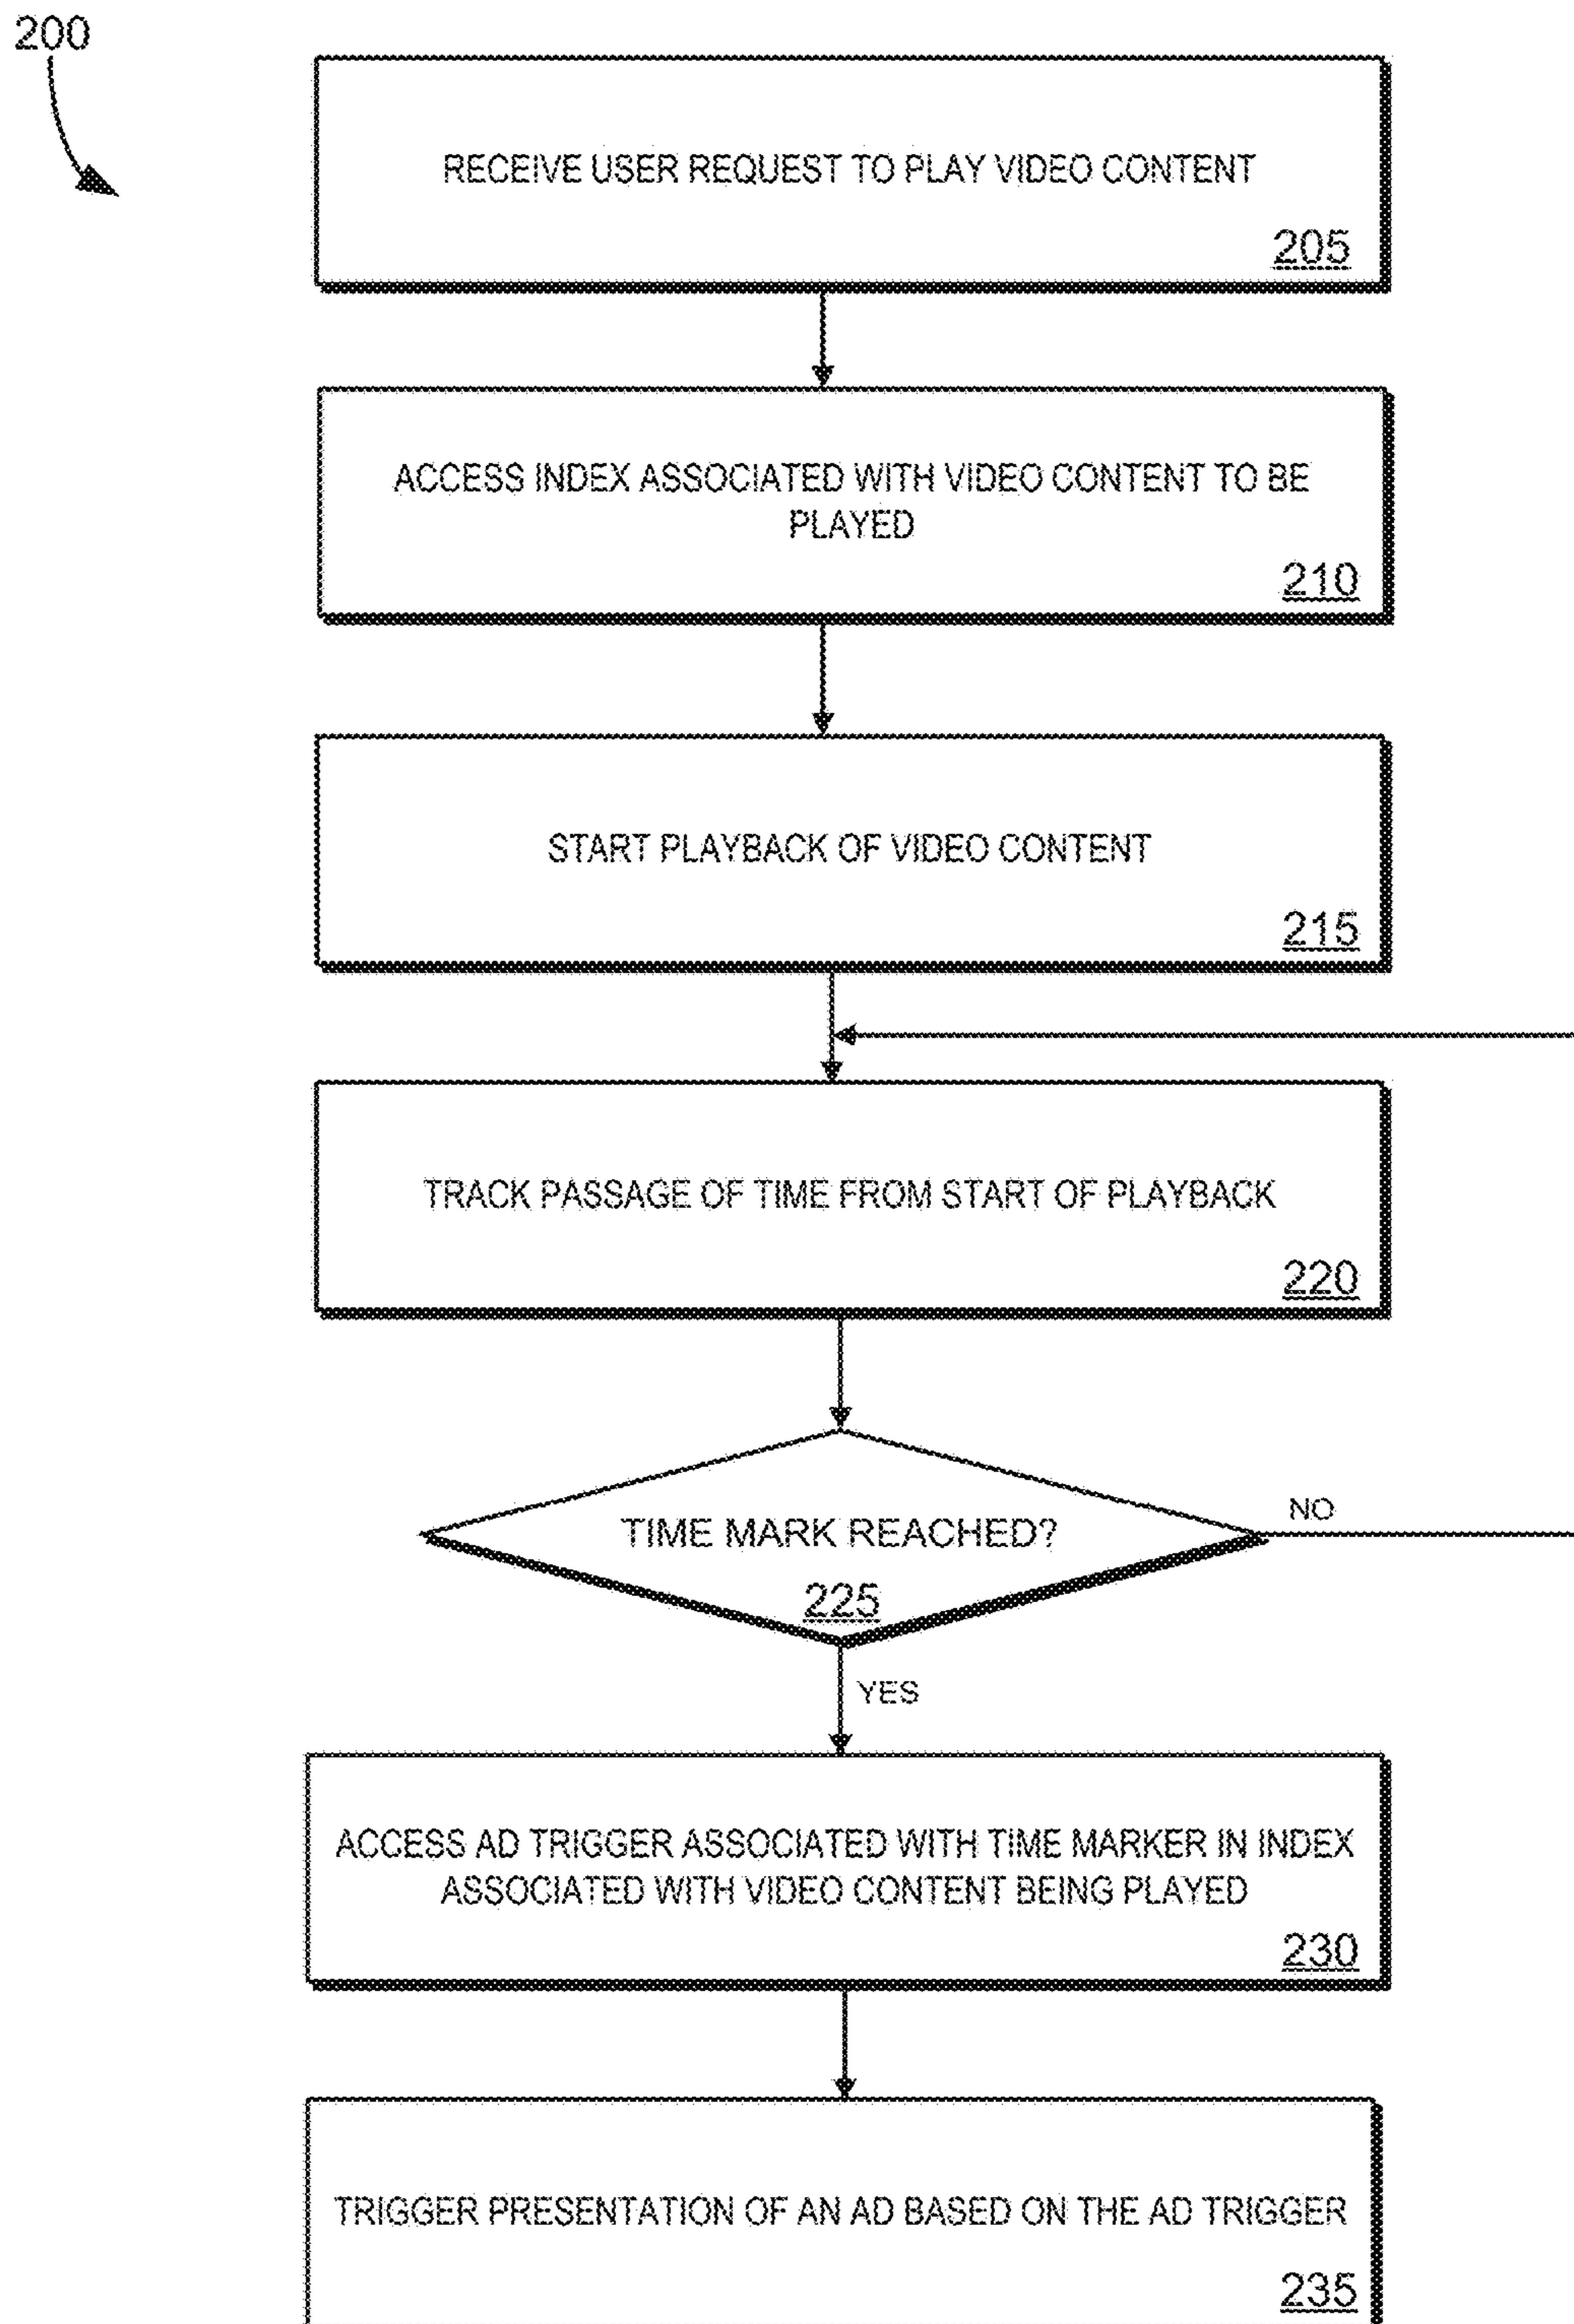 200
RECEIVE USER REQUEST TO PLAY VIDEO CONTENT
205
ACCESS INDEX ASSOCIATED WITH VIDEO CONTENT TO BE
PLAYED
210
START PLAYBACK OF VIDEO CONTENT
215
TRACK PASSAGE OF TIME FROM START OF PLAYBACK
220
TIME MARK REACHED?
NO
225
YES
ACCESS AD TRIGGER ASSOCIATED WITH TIME MARKER IN INDEX
ASSOCIATED WITH VIDEO CONTENT BEING PLAYED
230
TRIGGER PRESENTATION OF AN AD BASED ON THE AD TRIGGER
235